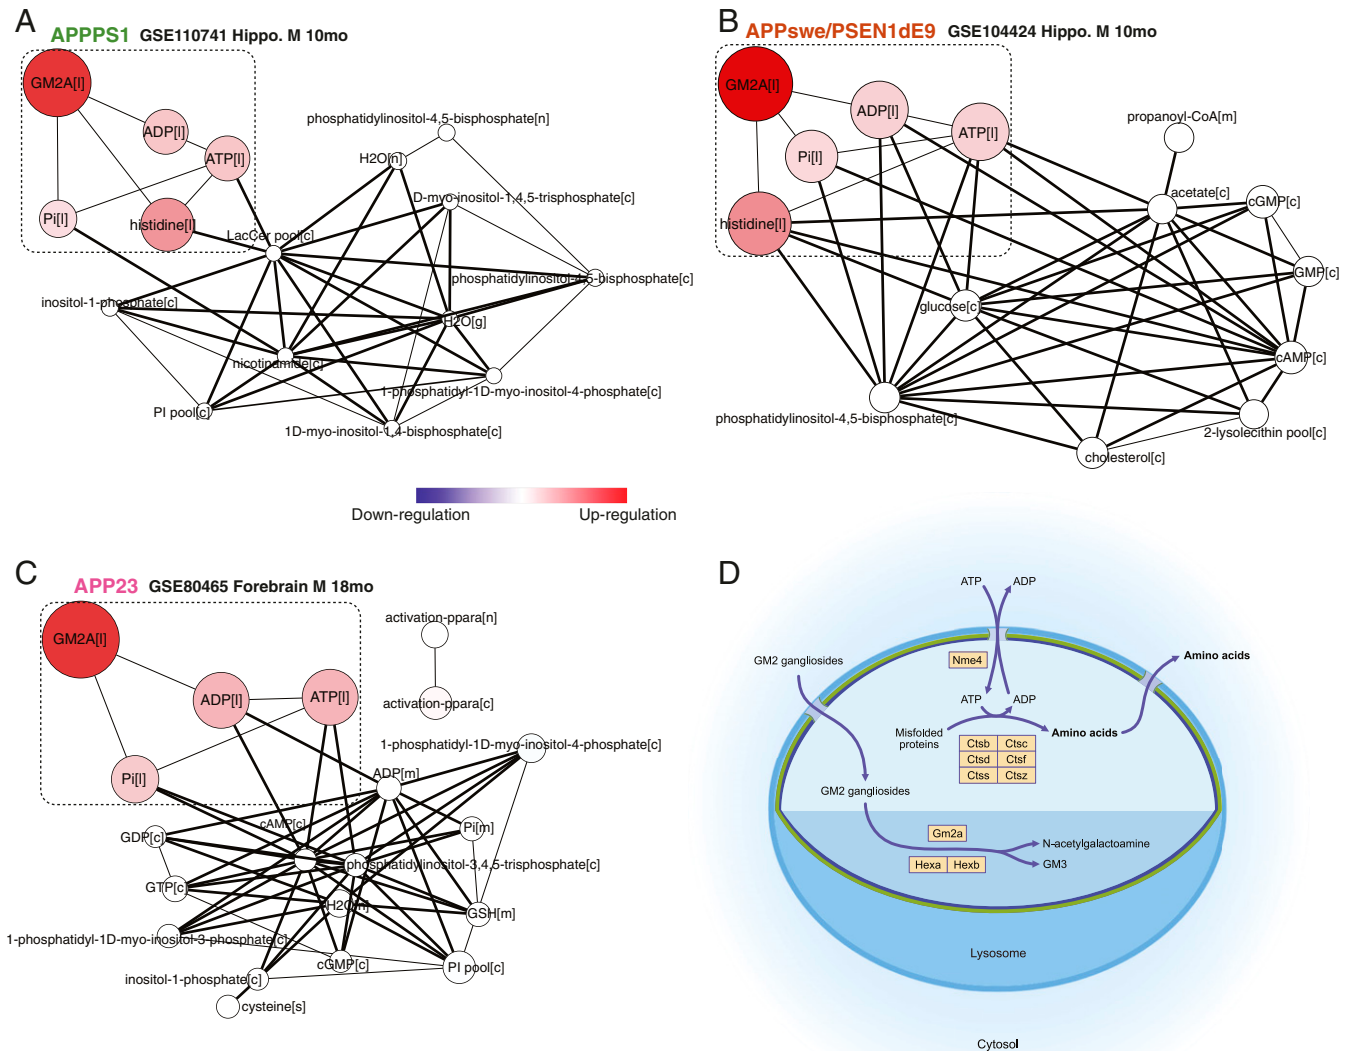 A
APPPS1 GSE110741 Hippo. M 10mo
GM2A[l]
ADP[l]
ATP[l]
Pi[l]
histidine[l]
phosphatidylinositol-4,5-bisphosphate[n]
H2O[n]
D-myo-inositol-1,4,5-trisphosphate[c]
LacCer pool[c]
phosphatidylinositol-4,5-bisphosphate[c]
inositol-1-phosphate[c]
H2O[g]
nicotinamide[c]
1-phosphatidyl-1D-myo-inositol-4-phosphate[c]
PI pool[c]
1D-myo-inositol-1,4-bisphosphate[c]
B
APPswe/PSEN1dE9 GSE104424 Hippo. M 10mo
GM2A[l]
ADP[l]
ATP[l]
Pi[l]
histidine[l]
propanoyl-CoA[m]
acetate[c]
cGMP[c]
GMP[c]
glucose[c]
cAMP[c]
phosphatidylinositol-4,5-bisphosphate[c]
2-lysolecithin pool[c]
cholesterol[c]
Down-regulation
Up-regulation
C
APP23 GSE80465 Forebrain M 18mo
GM2A[l]
ADP[l]
ATP[l]
Pi[l]
activation-ppara[n]
activation-ppara[c]
1-phosphatidyl-1D-myo-inositol-4-phosphate[c]
ADP[m]
cAMP[c]
Pi[m]
GDP[c]
phosphatidylinositol-3,4,5-trisphosphate[c]
GTP[c]
H2O[n]
GSH[m]
1-phosphatidyl-1D-myo-inositol-3-phosphate[c]
cGMP[c]
PI pool[c]
inositol-1-phosphate[c]
cysteine[s]
D
ATP
ADP
Nme4
GM2 gangliosides
Amino acids
ATP
ADP
Misfolded
proteins
Amino acids
Ctsb Ctsc
Ctsd Ctsf
Ctss Ctsz
GM2 gangliosides
Gm2a
N-acetylgalactoamine
Hexa Hexb
GM3
Lysosome
Cytosol